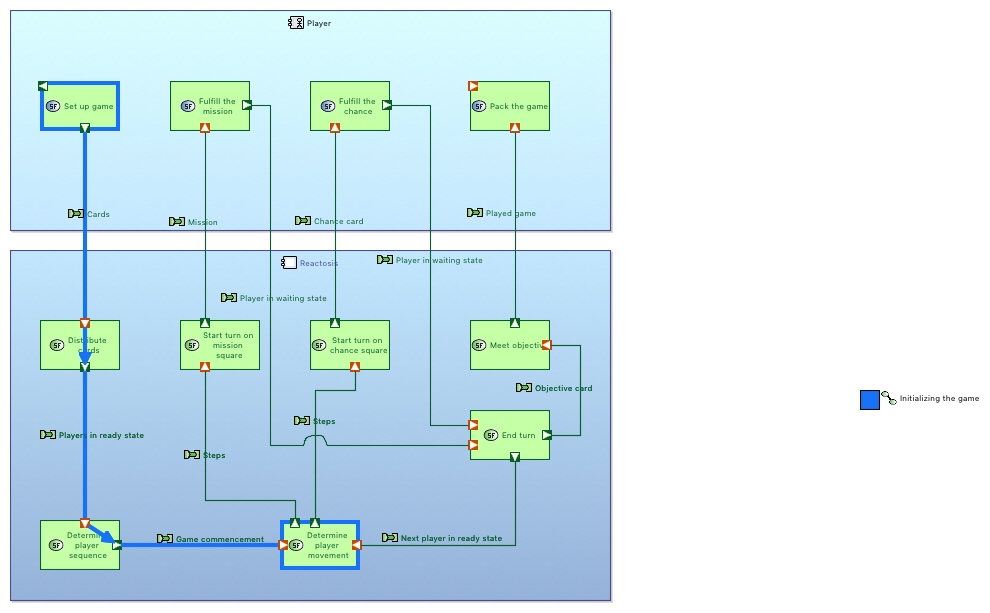 Player
SF Set up game
SF Fulfill the
mission
SF Fulfill the
chance
SF Pack the game
Cards
Mission
Chance card
Played game
Reactosis
Player in waiting state
Player in waiting state
SF Distribute
cards
SF Start turn on
mission
square
SF Start turn on
chance square
SF Meet objective
Objective card
Initializing the game
Players in ready state
Steps
Steps
SF End turn
SF Determine
player
sequence
Game commencement
SF Determine
player
movement
Next player in ready state